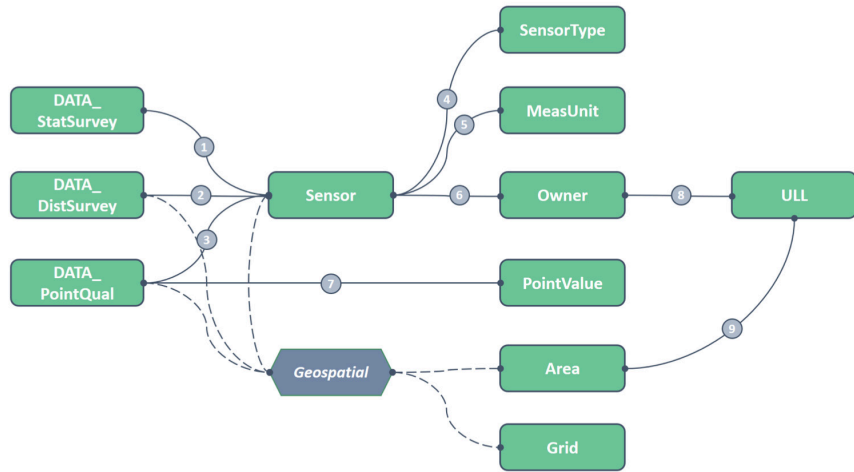 SensorType
4
DATA_
StatSurvey
5
MeasUnit
1
DATA_
DistSurvey
2
Sensor
6
Owner
8
ULL
3
DATA_
PointQual
7
PointValue
9
Geospatial
Area
Grid